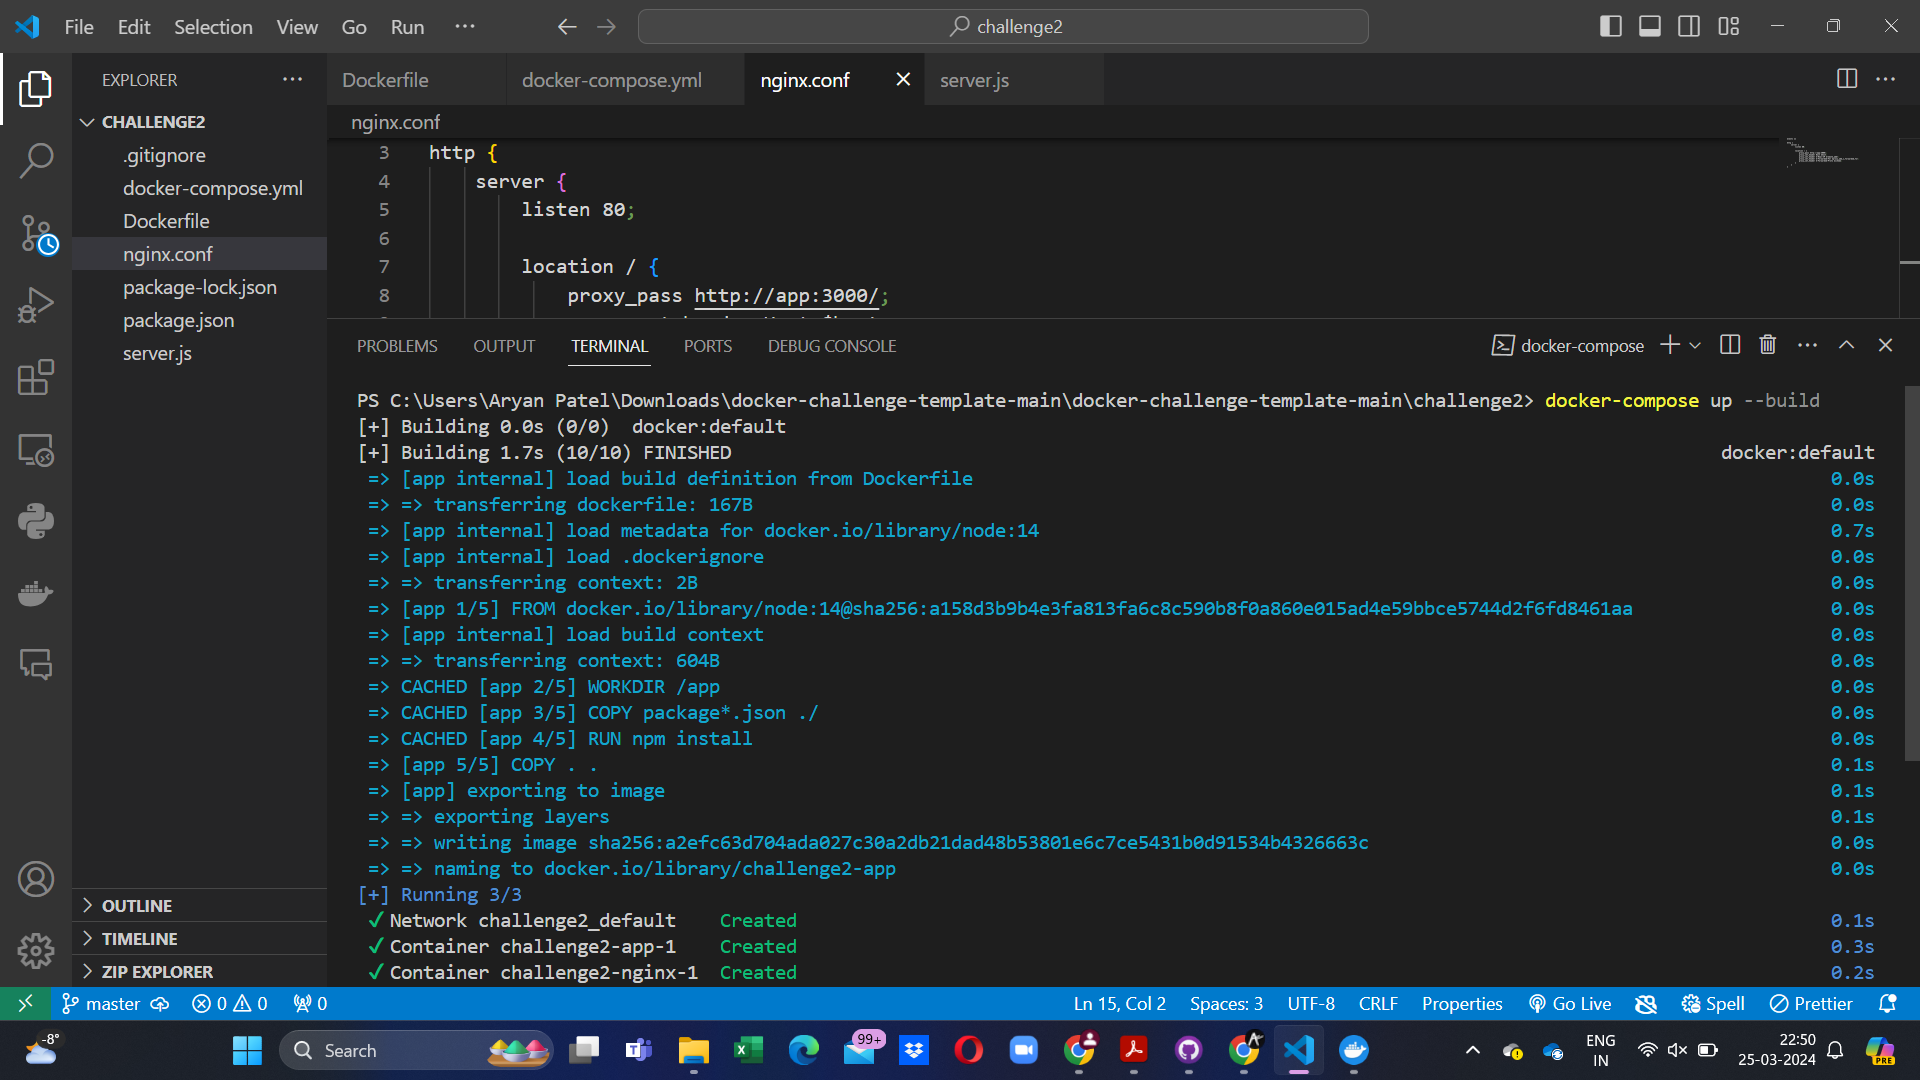 File Edit Selection View Go Run ···
challenge2
EXPLORER ···
CHALLENGE2
.gitignore
docker-compose.yml
Dockerfile
nginx.conf
package-lock.json
package.json
server.js
OUTLINE
TIMELINE
ZIP EXPLORER
Dockerfile docker-compose.yml nginx.conf server.js
nginx.conf
3 http {
4 server {
5 listen 80;
6
7 location / {
8 proxy_pass http://app:3000/;
PROBLEMS OUTPUT TERMINAL PORTS DEBUG CONSOLE
docker-compose
PS C:\Users\Aryan Patel\Downloads\docker-challenge-template-main\docker-challenge-template-main\challenge2> docker-compose up --build
[+] Building 0.0s (0/0)  docker:default
[+] Building 1.7s (10/10) FINISHED docker:default
=> [app internal] load build definition from Dockerfile 0.0s
=> => transferring dockerfile: 167B 0.0s
=> [app internal] load metadata for docker.io/library/node:14 0.7s
=> [app internal] load .dockerignore 0.0s
=> => transferring context: 2B 0.0s
=> [app 1/5] FROM docker.io/library/node:14@sha256:a158d3b9b4e3fa813fa6c8c590b8f0a860e015ad4e59bbce5744d2f6fd8461aa 0.0s
=> [app internal] load build context 0.0s
=> => transferring context: 604B 0.0s
=> CACHED [app 2/5] WORKDIR /app 0.0s
=> CACHED [app 3/5] COPY package*.json ./ 0.0s
=> CACHED [app 4/5] RUN npm install 0.0s
=> [app 5/5] COPY . . 0.1s
=> [app] exporting to image 0.1s
=> => exporting layers 0.1s
=> => writing image sha256:a2efc63d704ada027c30a2db21dad48b53801e6c7ce5431b0d91534b4326663c 0.0s
=> => naming to docker.io/library/challenge2-app 0.0s
[+] Running 3/3
✓ Network challenge2_default Created 0.1s
✓ Container challenge2-app-1 Created 0.3s
✓ Container challenge2-nginx-1 Created 0.2s
master 0 0 0
Ln 15, Col 2 Spaces: 3 UTF-8 CRLF Properties Go Live Spell Prettier
-8°
Search
99+
ENG
IN
22:50
25-03-2024
PRE